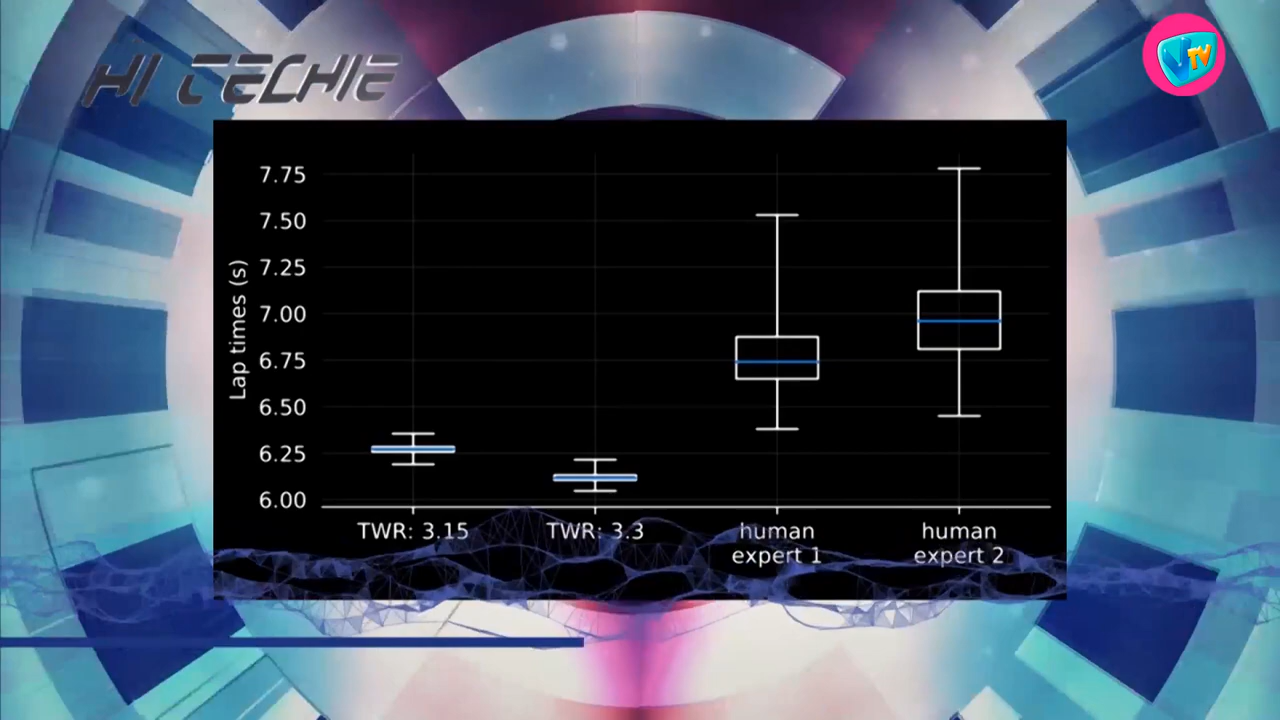 HI TECHIE
VTV
7.75
7.50
7.25
7.00
6.75
6.50
6.25
6.00
Lap times (s)
TWR: 3.15
TWR: 3.3
human
expert 1
human
expert 2